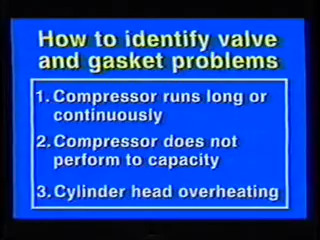 How to identify valve
and gasket problems
1. Compressor runs long or
continuously
2. Compressor does not
perform to capacity
3. Cylinder head overheating